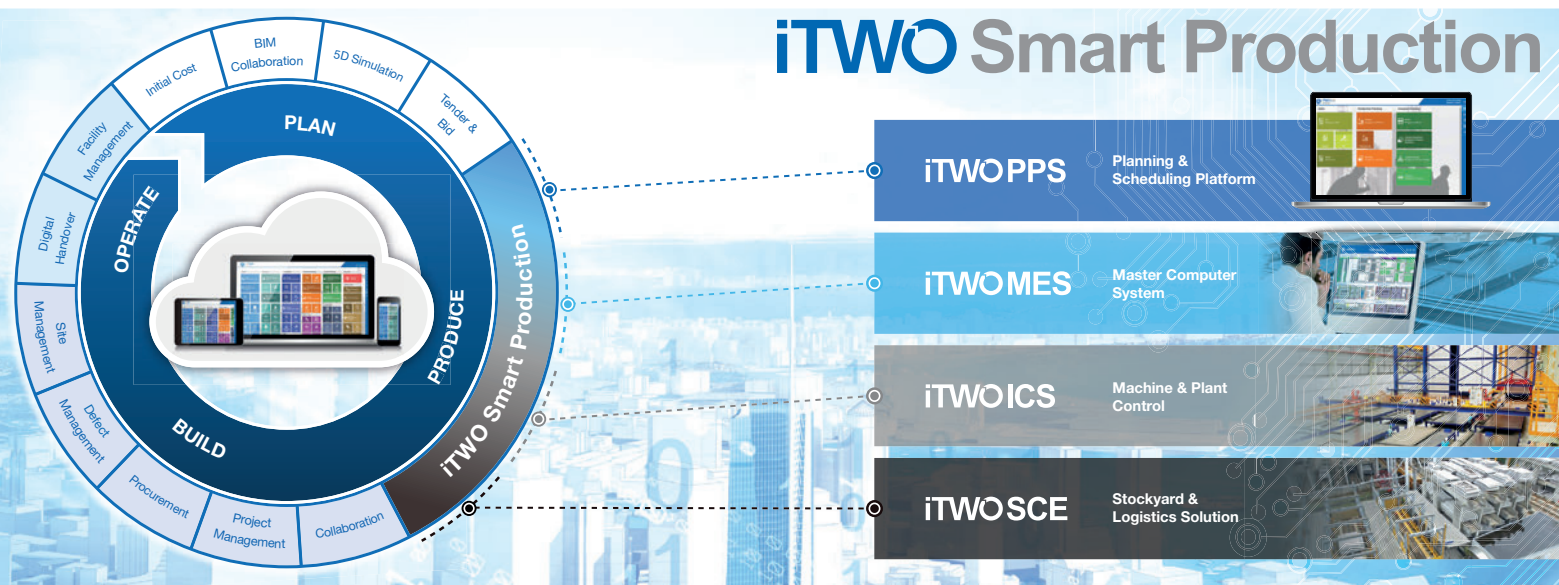 iTWO Smart Production
BIM
Collaboration
5D Simulation
Tender &
Bid
Initial Cost
Facility
Management
Digital
Handover
Site
Management
Defect
Management
Procurement
Project
Management
Collaboration
PLAN
OPERATE
BUILD
PRODUCE
iTWO Smart Production
iTWO PPS
Planning &
Scheduling Platform
iTWO MES
Master Computer
System
iTWO ICS
Machine & Plant
Control
iTWO SCE
Stockyard &
Logistics Solution